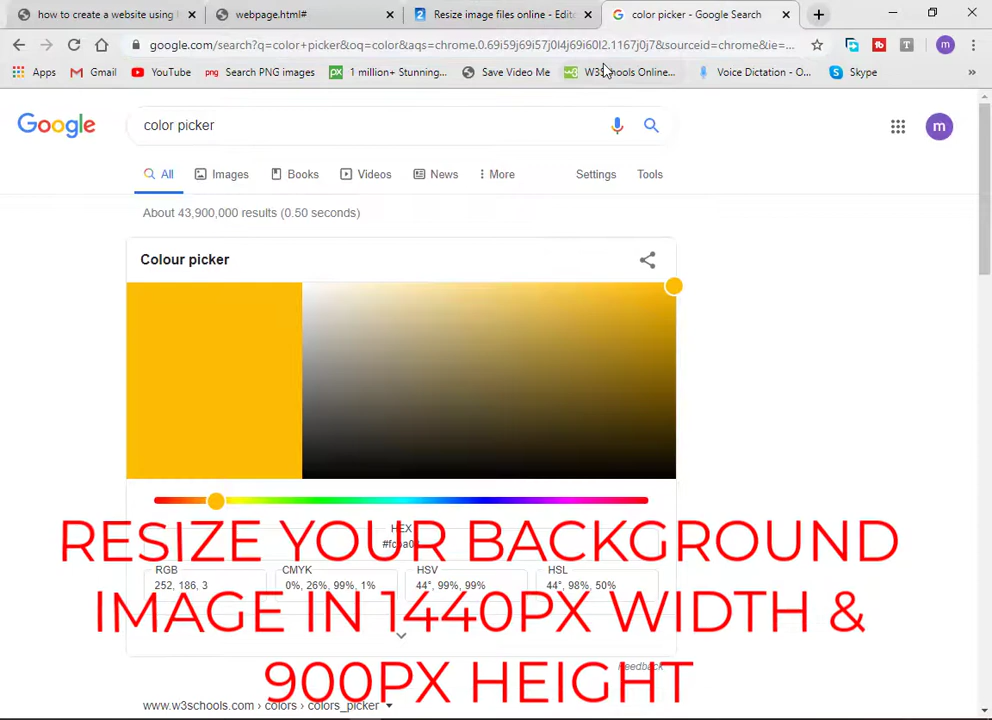 how to create a website using
webpage.html#
Resize image files online - Edite
color picker - Google Search
google.com/search?q=color+picker&oq=color&aqs=chrome.0.69i59j69i57j0l4j69i60l2.1167j0j7&sourceid=chrome&ie=...
Apps
Gmail
YouTube
png
Search PNG images
PX
1 million+ Stunning...
Save Video Me
W3Schools Online...
Voice Dictation - O...
Skype
»
Google
color picker
m
All
Images
Books
Videos
News
More
Settings
Tools
About 43,900,000 results (0.50 seconds)
Colour picker
HEX
RGB
252, 186, 3
CMYK
0%, 26%, 99%, 1%
HSV
44°, 99%, 99%
HSL
44°, 98%, 50%
RESIZE YOUR BACKGROUND
IMAGE IN 1440PX WIDTH &
900PX HEIGHT
Feedback
www.w3schools.com › colors › colors_picker